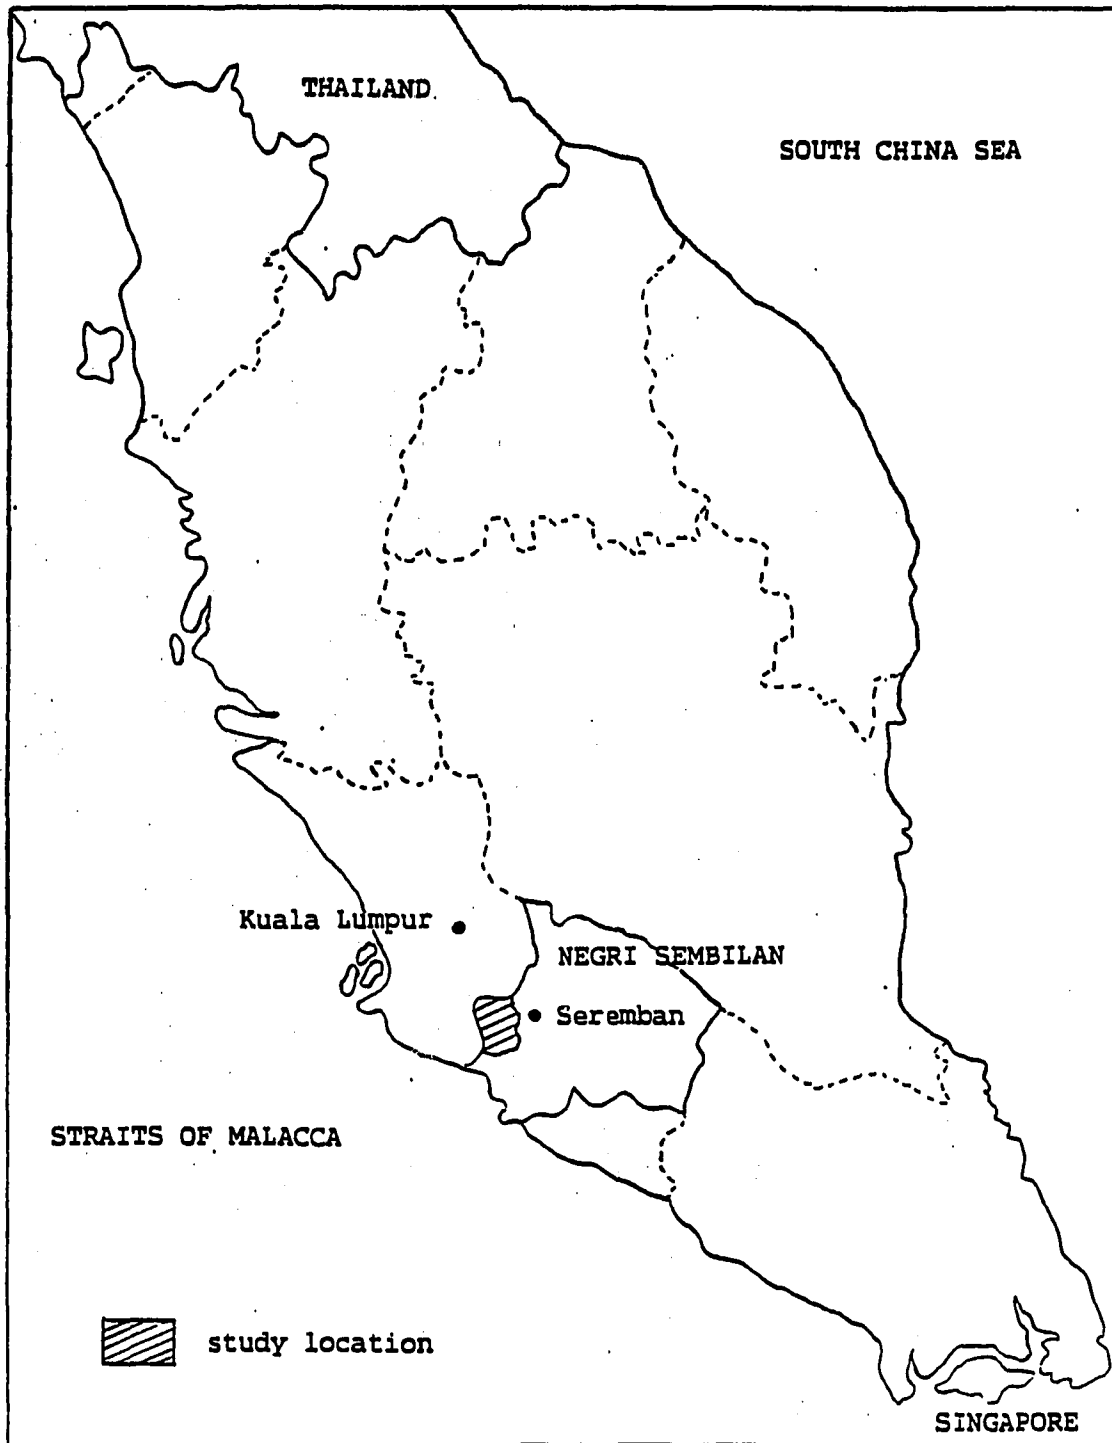 THAILAND
SOUTH CHINA SEA
Kuala Lumpur
NEGRI SEMBILAN
Seremban
STRAITS OF MALACCA
study location
SINGAPORE